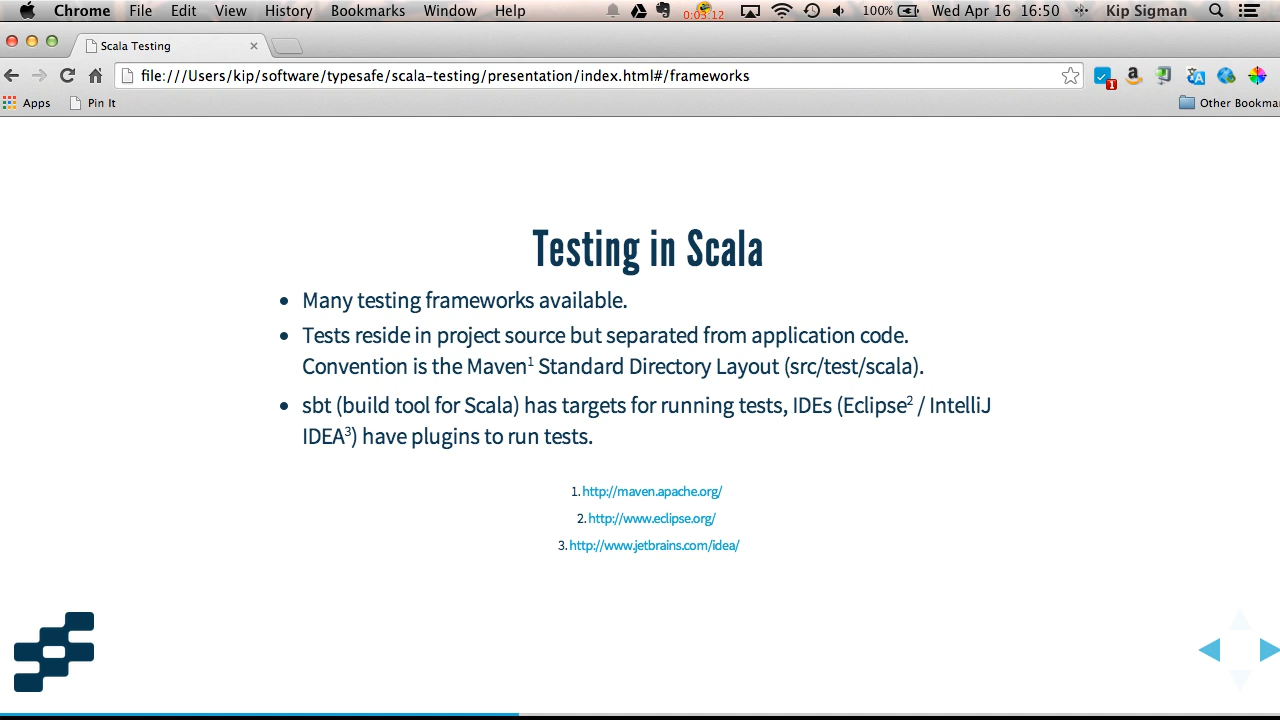 Chrome File Edit View History Bookmarks Window Help 0:03:12 100% Wed Apr 16 16:50 Kip Sigman
Scala Testing
file:///Users/kip/software/typesafe/scala-testing/presentation/index.html#/frameworks
1
Apps Pin It Other Bookma
Testing in Scala
• Many testing frameworks available.
• Tests reside in project source but separated from application code.
Convention is the Maven¹ Standard Directory Layout (src/test/scala).
• sbt (build tool for Scala) has targets for running tests, IDEs (Eclipse² / IntelliJ
IDEA³) have plugins to run tests.
1. http://maven.apache.org/
2. http://www.eclipse.org/
3. http://www.jetbrains.com/idea/